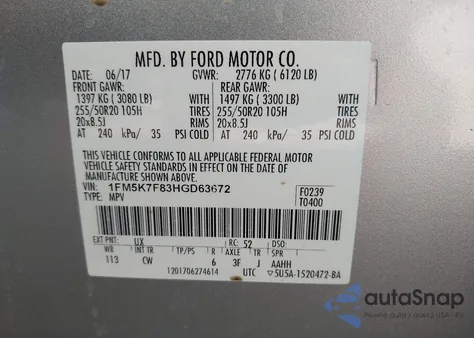 MFD. BY FORD MOTOR CO.
DATE: 06/17 GVWR: 2776 KG ( 6120 LB)
FRONT GAWR: REAR GAWR:
1397 KG ( 3080 LB) WITH 1497 KG ( 3300 LB) WITH
255/50R20 105H TIRES 255/50R20 105H TIRES
20x8.5J RIMS 20x8.5J RIMS
AT 240 kPa/ 35 PSI COLD AT 240 kPa/ 35 PSI COLD
THIS VEHICLE CONFORMS TO ALL APPLICABLE FEDERAL MOTOR
VEHICLE SAFETY STANDARDS IN EFFECT ON THE DATE OF
MANUFACTURE SHOWN ABOVE.
VIN: 1FM5K7F83HGD63672 F0239
TYPE: MPV T0400
EXT PNT: UX RC: 52 DSO:
WB INT TR TP/PS R AXLE TR SPR
113 CW 6 3F J AAHH
1201706274614 UTC ▽5U5A-1520472-BA
autoSnap